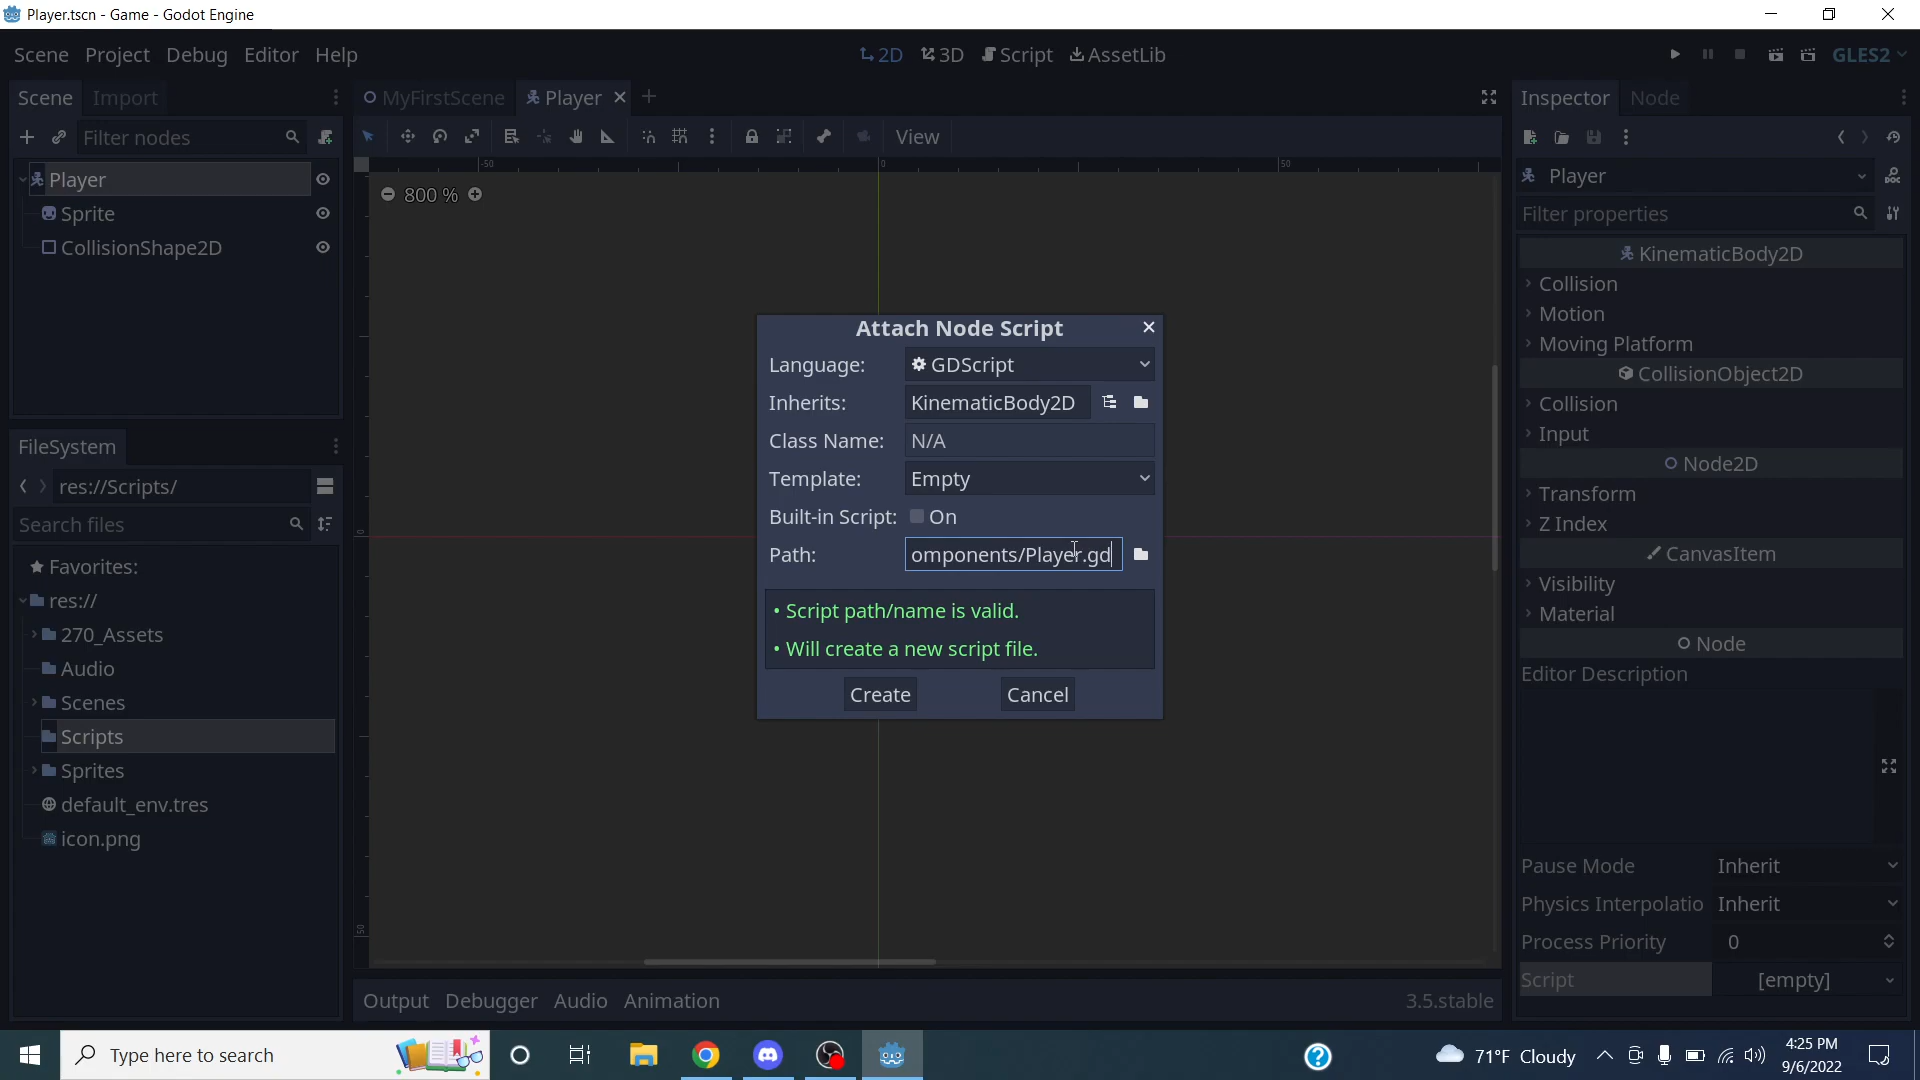 Player.tscn - Game - Godot Engine
Scene Project Debug Editor Help
2D 3D Script AssetLib
GLES2
Scene Import
MyFirstScene Player
Inspector Node
Filter nodes
View
Player
Sprite
CollisionShape2D
-50 0 50
800 %
0
50
Attach Node Script
Language: GDScript
Inherits: KinematicBody2D
Class Name: N/A
Template: Empty
Built-in Script: On
Path: omponents/Player.gd
• Script path/name is valid.
• Will create a new script file.
Create Cancel
FileSystem
res://Scripts/
Search files
Favorites:
res://
270_Assets
Audio
Scenes
Scripts
Sprites
default_env.tres
icon.png
Player
Filter properties
KinematicBody2D
Collision
Motion
Moving Platform
CollisionObject2D
Collision
Input
Node2D
Transform
Z Index
CanvasItem
Visibility
Material
Node
Editor Description
Pause Mode Inherit
Physics Interpolatio Inherit
Process Priority 0
Script [empty]
Output Debugger Audio Animation 3.5.stable
Type here to search
71°F Cloudy
4:25 PM
9/6/2022